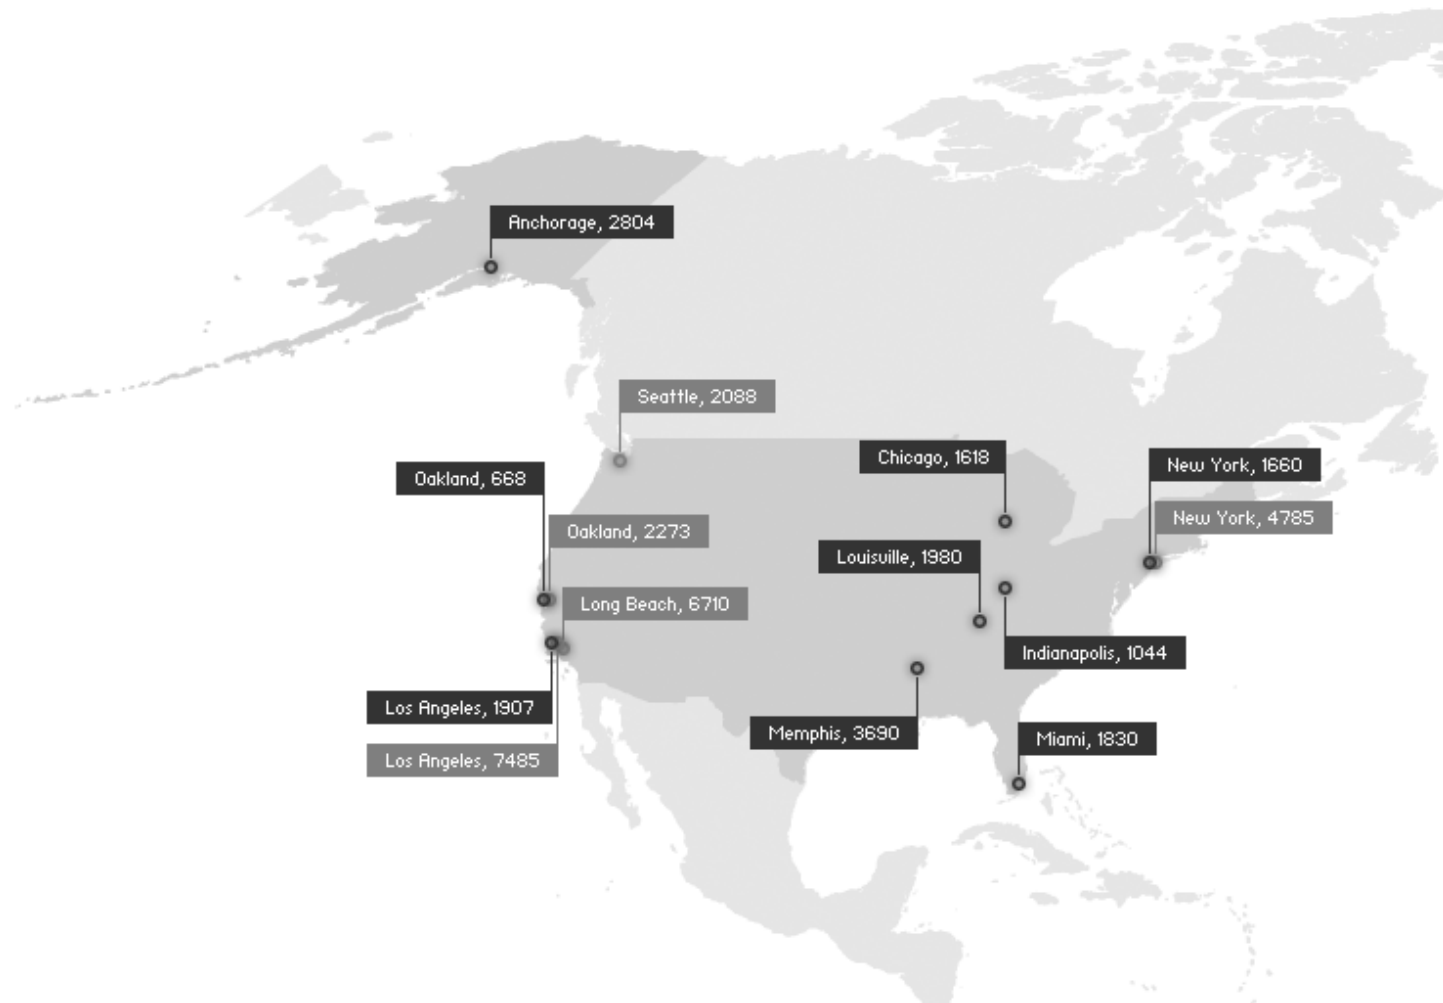 Anchorage, 2804
Seattle, 2088
Chicago, 1618
New York, 1660
Oakland, 668
New York, 4785
Oakland, 2273
Louisville, 1980
Long Beach, 6710
Indianapolis, 1044
Los Angeles, 1907
Memphis, 3690
Miami, 1830
Los Angeles, 7485